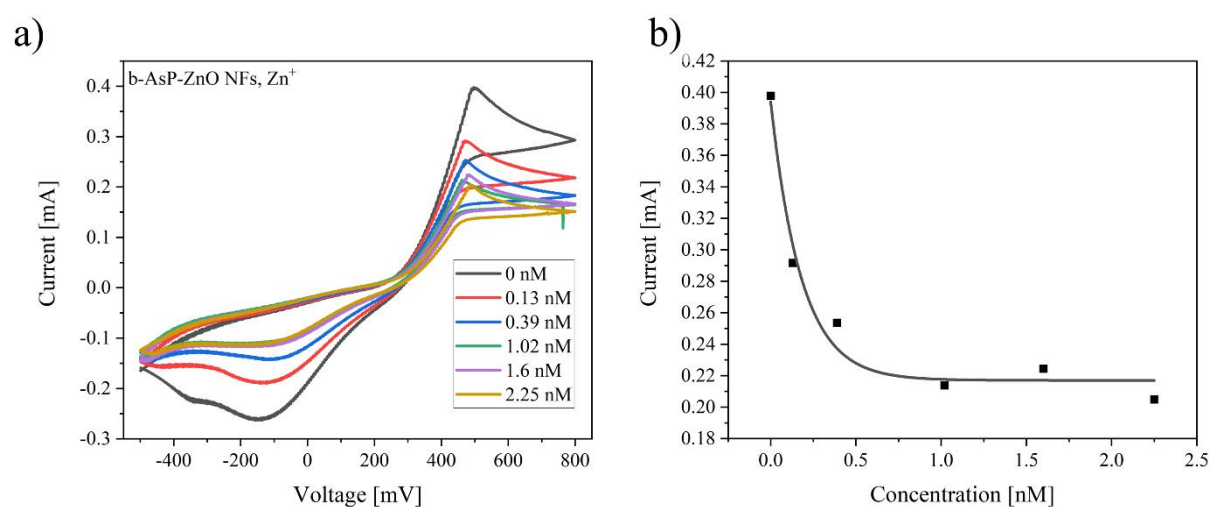 a)
b-AsP-ZnO NFs, Zn⁺
0.4
0.3
0.2
0.1
0.0
-0.1
-0.2
-0.3
Current [mA]
-400
-200
0
200
400
600
800
Voltage [mV]
0 nM
0.13 nM
0.39 nM
1.02 nM
1.6 nM
2.25 nM
b)
0.42
0.40
0.38
0.36
0.34
0.32
0.30
0.28
0.26
0.24
0.22
0.20
0.18
Current [mA]
0.0
0.5
1.0
1.5
2.0
2.5
Concentration [nM]